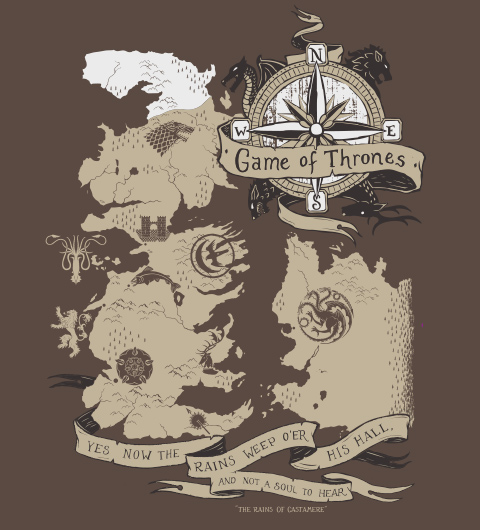 N
W E
Game of Thrones
S
YES, NOW THE RAINS WEEP O'ER HIS HALL,
AND NOT A SOUL TO HEAR
"THE RAINS OF CASTAMERE"